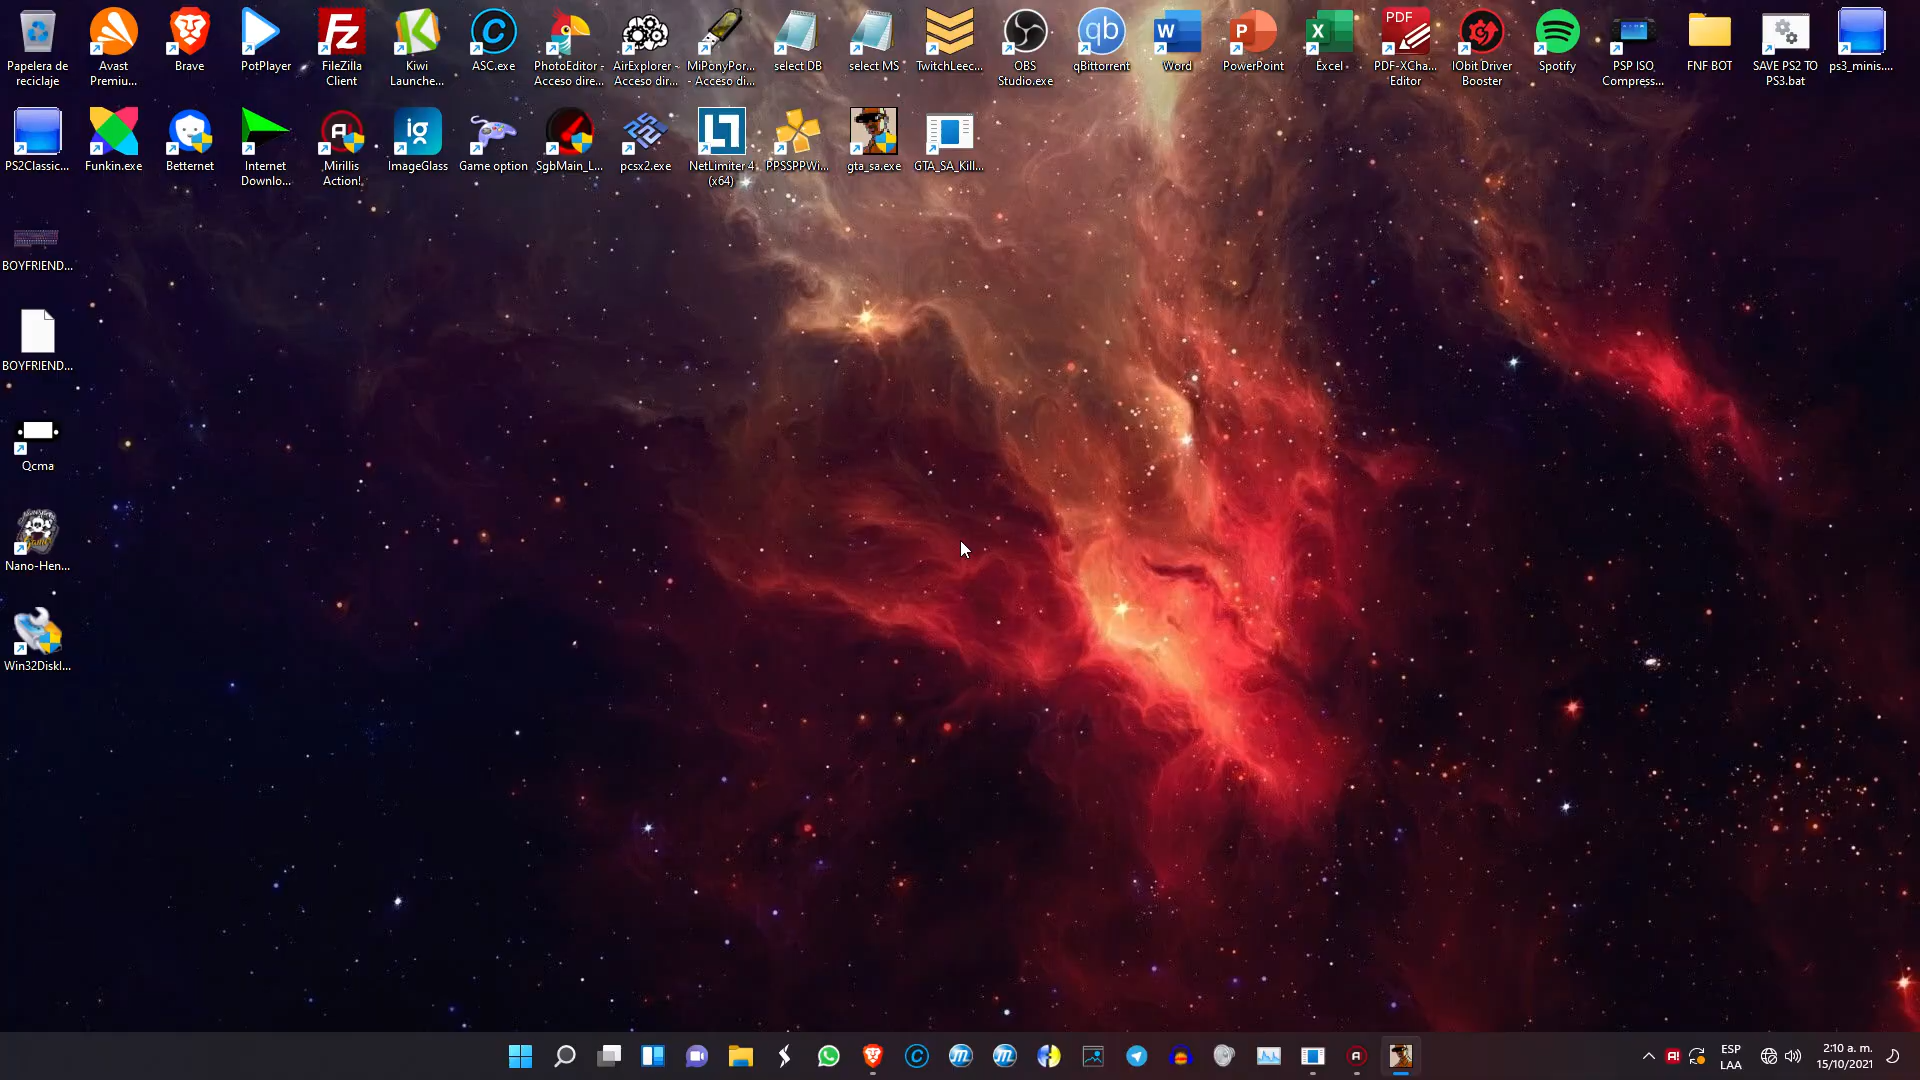 Papelera de
reciclaje
Avast
Premiu...
Brave
PotPlayer
FileZilla
Client
Kiwi
Launche...
ASC.exe
PhotoEditor -
Acceso dire...
AirExplorer -
Acceso dir...
MiPonyPor...
- Acceso di...
select DB
select MS
TwitchLeec...
OBS
Studio.exe
qBittorrent
Word
PowerPoint
Excel
PDF-XCha...
Editor
IObit Driver
Booster
Spotify
PSP ISO
Compress...
FNF BOT
SAVE PS2 TO
PS3.bat
ps3_minis....
PS2Classic...
Funkin.exe
Betternet
Internet
Downlo...
Mirillis
Action!
ImageGlass
Game option
SgbMain_L...
pcsx2.exe
NetLimiter 4
(x64)
PPSSPPWi...
gta_sa.exe
GTA_SA_Kill...
BOYFRIEND...
BOYFRIEND...
Qcma
Nano-Hen...
Win32DiskI...
ESP
LAA
2:10 a. m.
15/10/2021